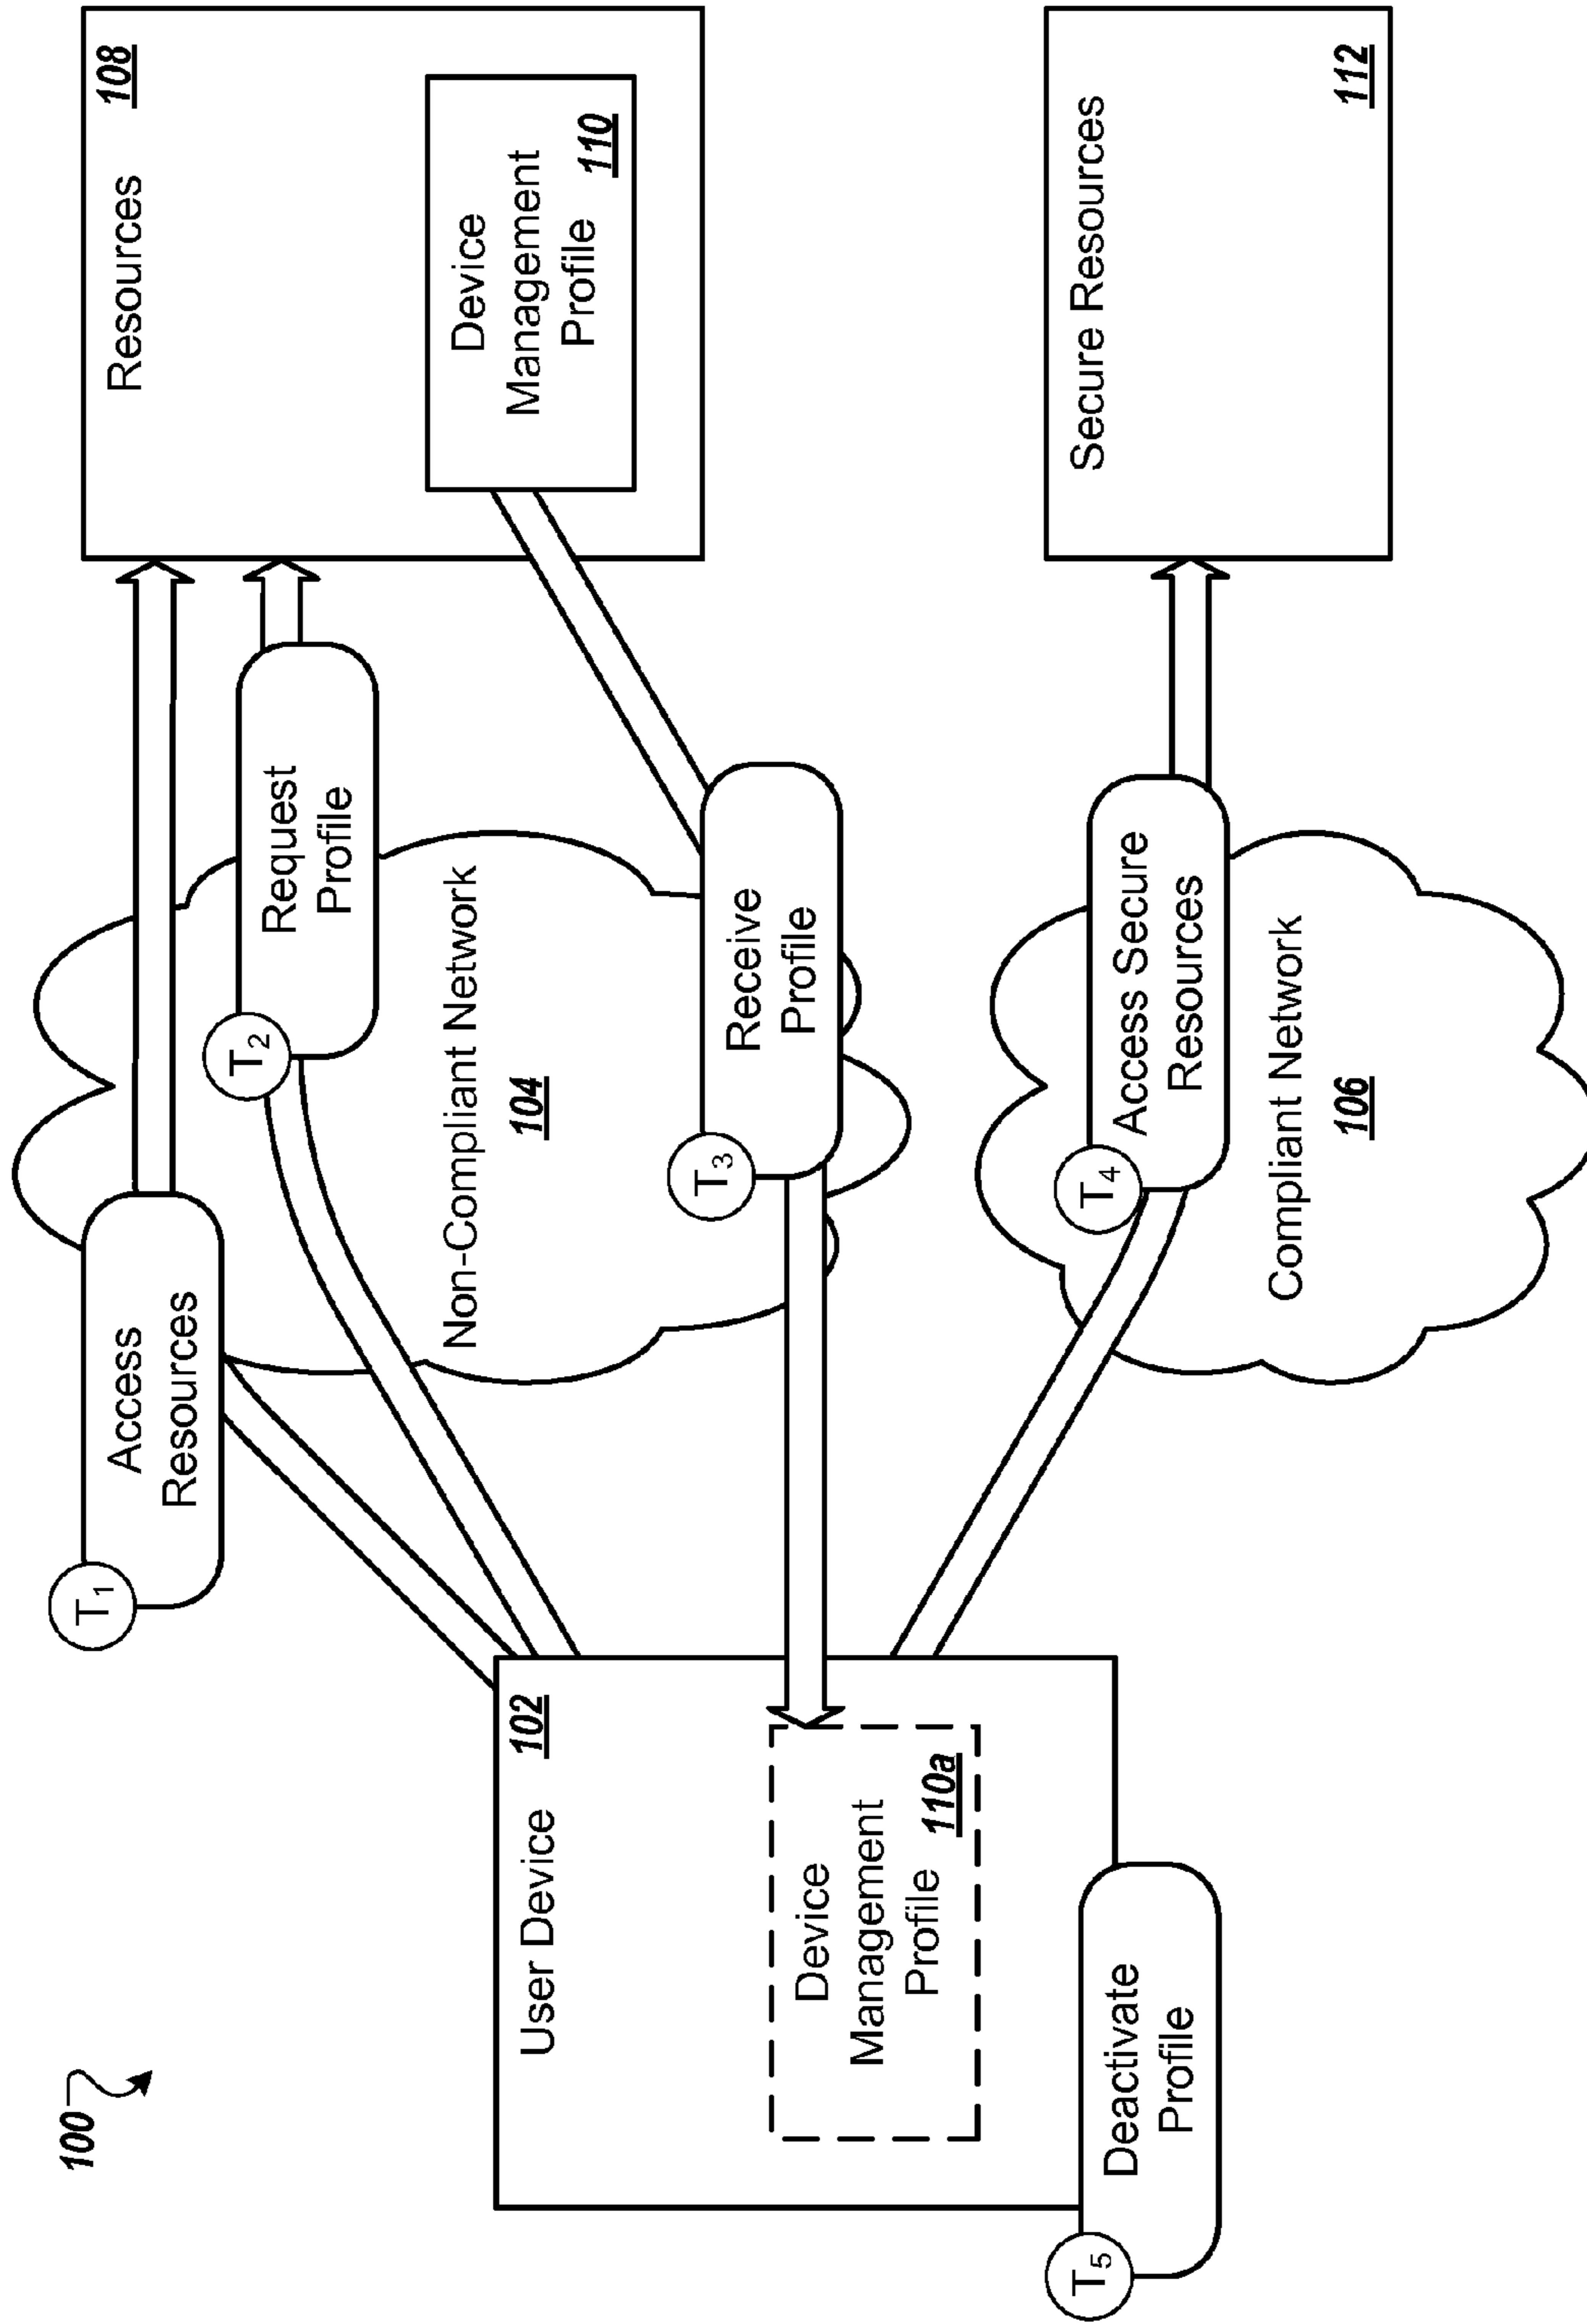 100
T1
Access
Resources
T2
Request
Profile
Resources
108
Device
Management
Profile
110
User Device
102
Non-Compliant Network
104
T3
Receive
Profile
Device
Management
Profile
110a
T4
Access Secure
Resources
Secure Resources
112
Compliant Network
106
T5
Deactivate
Profile